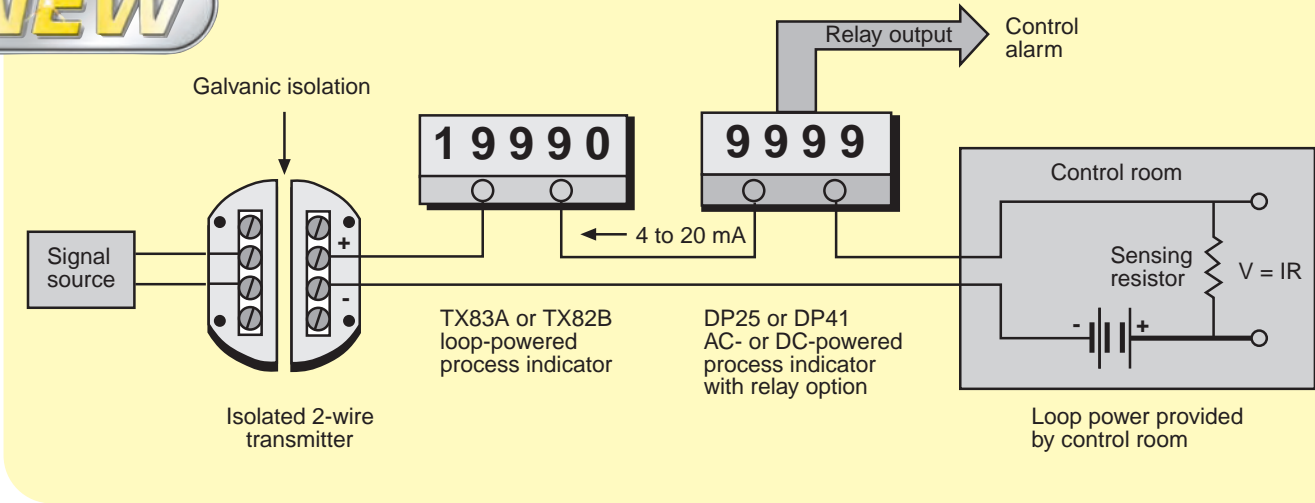 NEW
Relay output
Control
alarm
Galvanic isolation
19990
9999
Control room
Signal
source
+
-
4 to 20 mA
Sensing
resistor
V = IR
- +
TX83A or TX82B
loop-powered
process indicator
DP25 or DP41
AC- or DC-powered
process indicator
with relay option
Isolated 2-wire
transmitter
Loop power provided
by control room